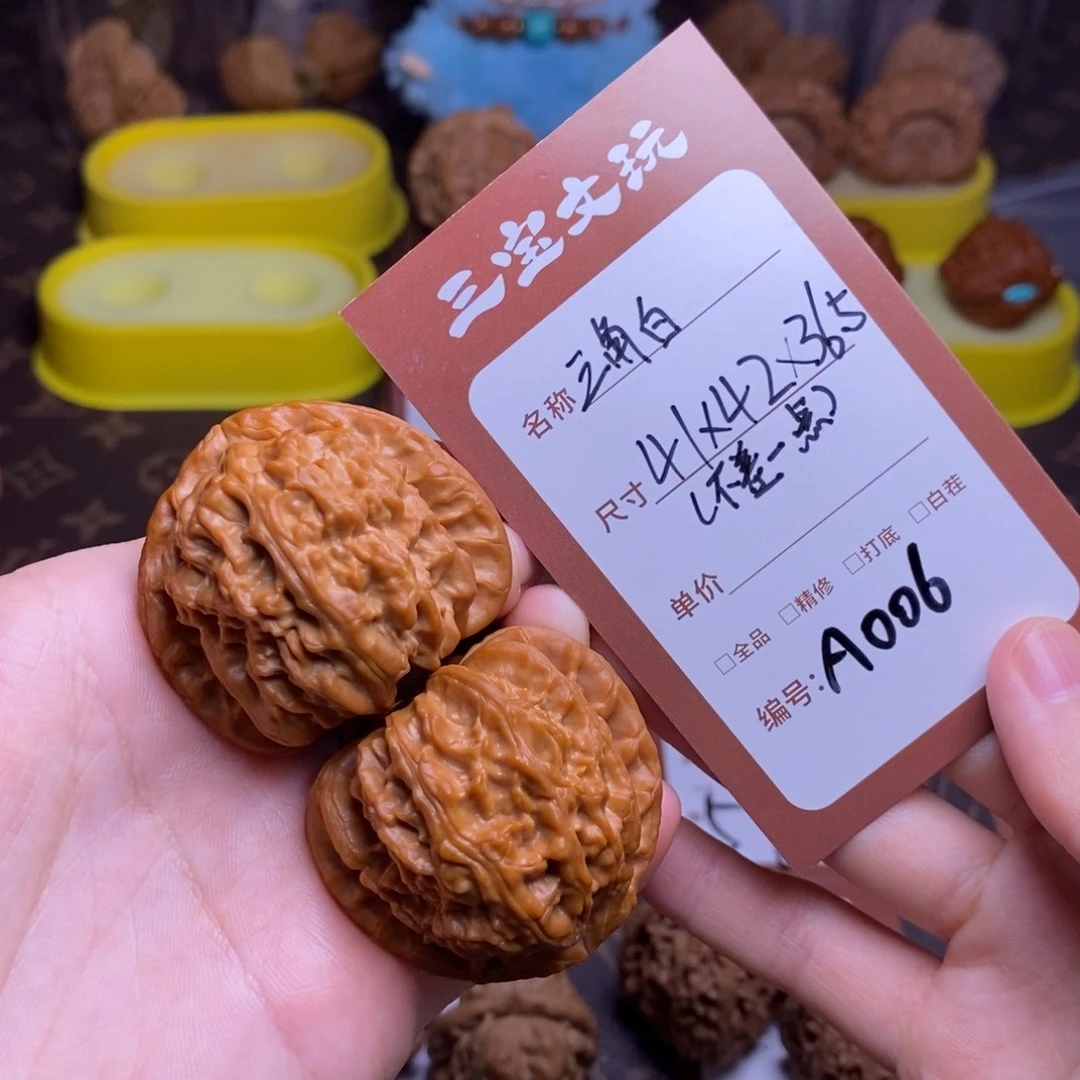 三宝文玩
名称 三角白
尺寸 41x42x36.5
(不差一点)
单价
□全品 □精修 □打底 □白茬
编号: A006